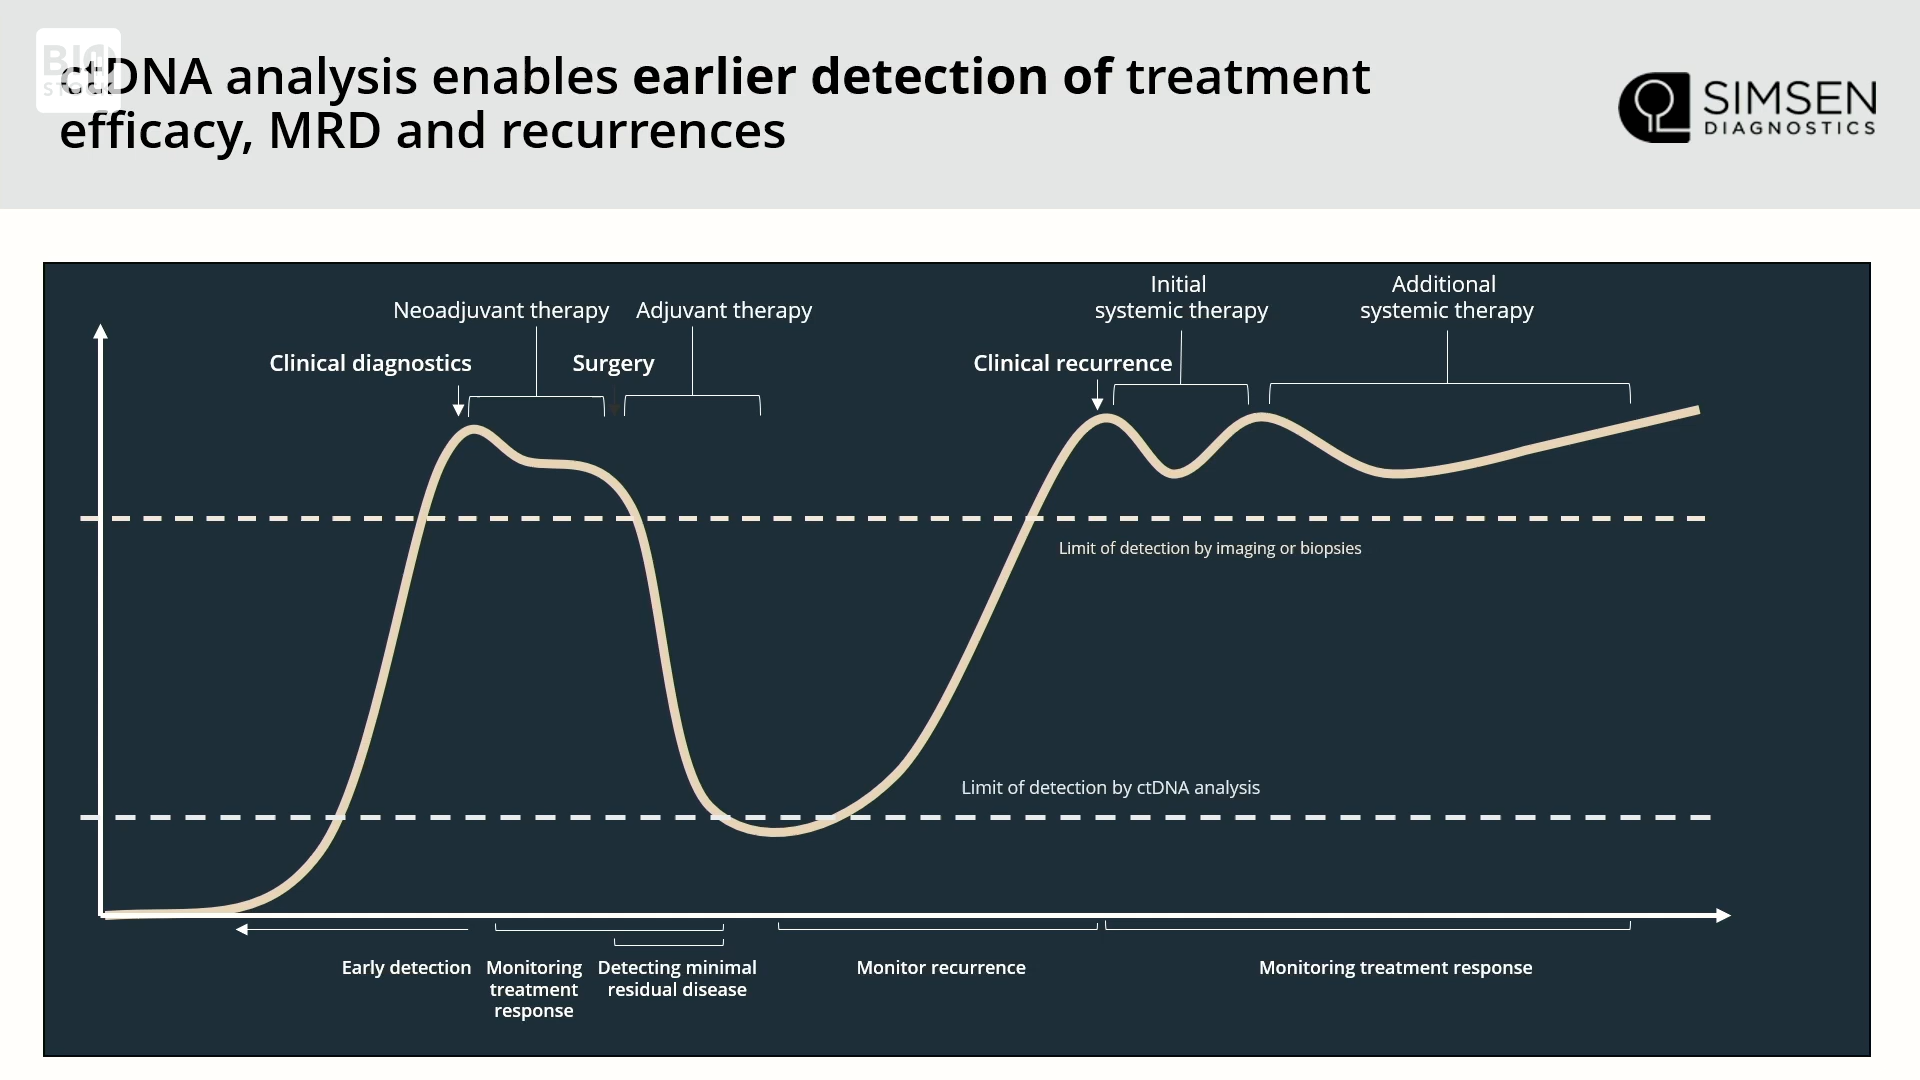 BIO
STOCK
ctDNA analysis enables earlier detection of treatment
efficacy, MRD and recurrences
SIMSEN
DIAGNOSTICS
Initial
systemic therapy
Additional
systemic therapy
Neoadjuvant therapy
Adjuvant therapy
Clinical diagnostics
Surgery
Clinical recurrence
Limit of detection by imaging or biopsies
Limit of detection by ctDNA analysis
Early detection
Monitoring
treatment
response
Detecting minimal
residual disease
Monitor recurrence
Monitoring treatment response